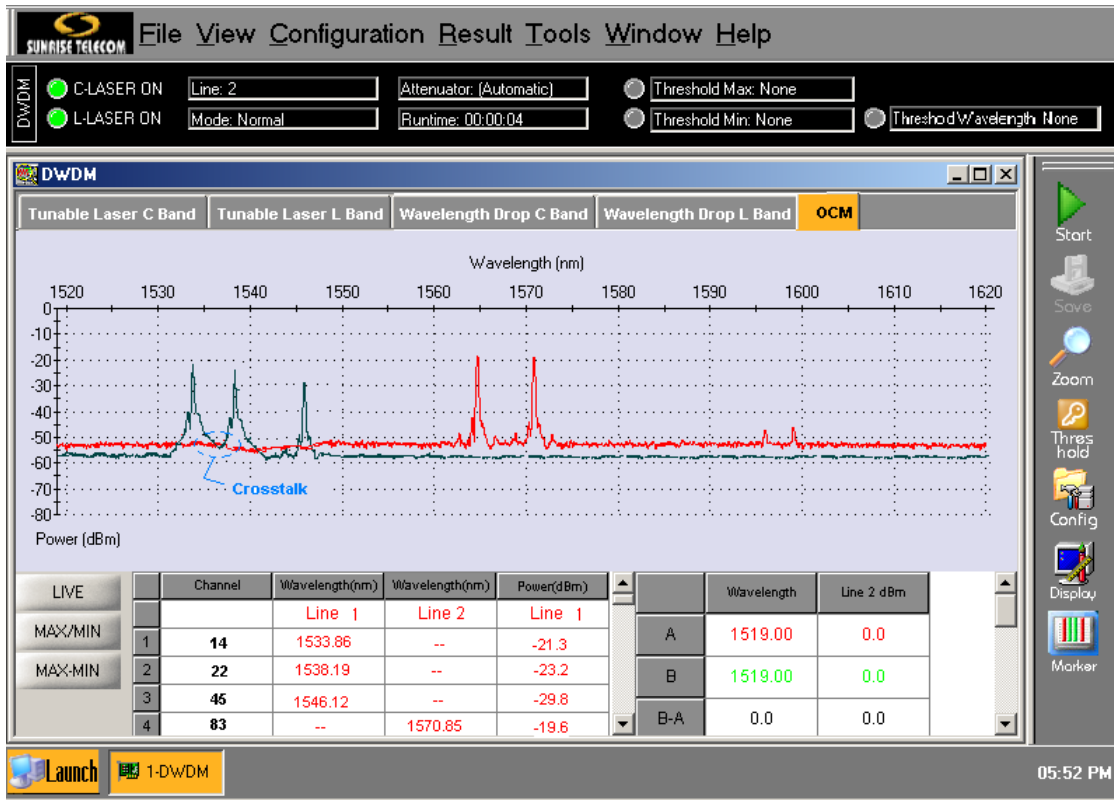 SUNRISE TELECOM File View Configuration Result Tools Window Help
DWDM
C-LASER ON Line: 2 Attenuator: (Automatic) Threshold Max: None
L-LASER ON Mode: Normal Runtime: 00:00:04 Threshold Min: None Threshod Wavelength None
DWDM
Tunable Laser C Band Tunable Laser L Band Wavelength Drop C Band Wavelength Drop L Band OCM
Wavelength (nm)
1520 1530 1540 1550 1560 1570 1580 1590 1600 1610 1620
0
-10
-20
-30
-40
-50
-60
-70
-80
Crosstalk
Power (dBm)
Start
Save
Zoom
Thres
hold
Config
Display
Marker
LIVE
MAX/MIN
MAX-MIN
Channel Wavelength(nm) Wavelength(nm) Power(dBm)
Line 1 Line 2 Line 1
1 14 1533.86 -- -21.3
2 22 1538.19 -- -23.2
3 45 1546.12 -- -29.8
4 83 -- 1570.85 -19.6
Wavelength Line 2 dBm
A 1519.00 0.0
B 1519.00 0.0
B-A 0.0 0.0
Launch 1-DWDM 05:52 PM